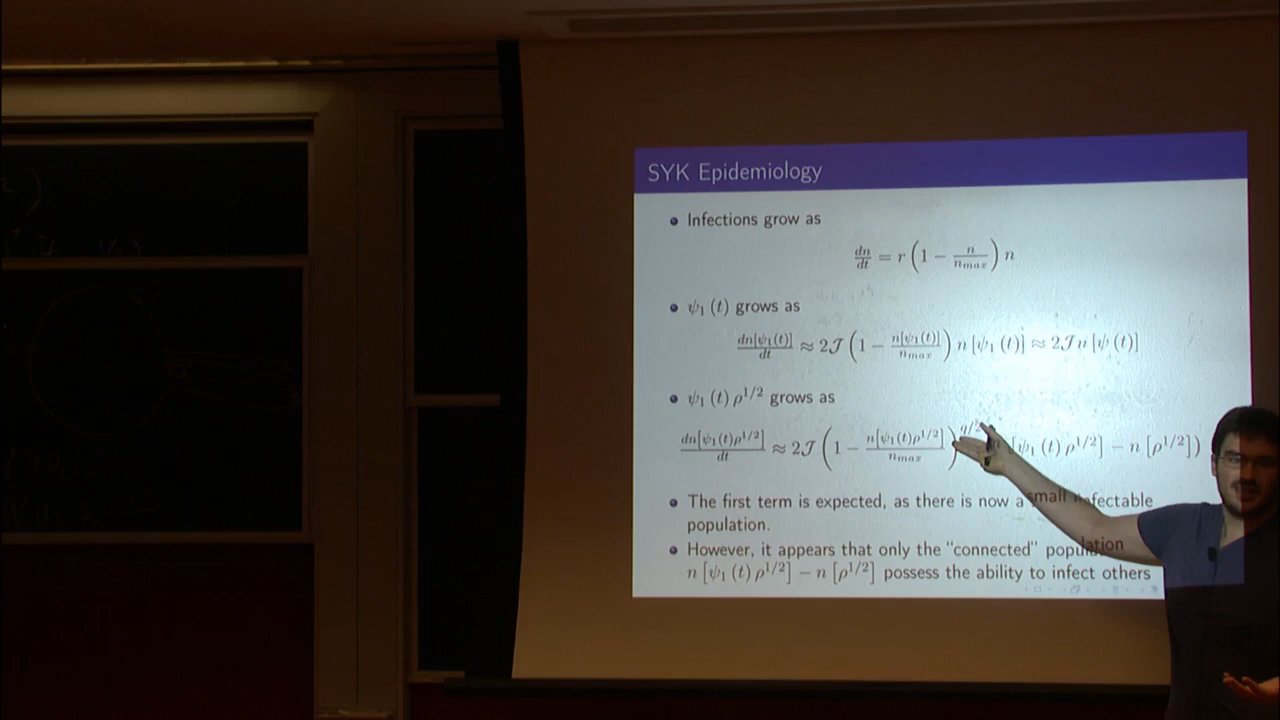 SYK Epidemiology
Infections grow as
dn/dt = r (1 − n/n_max) n
ψ₁ (t) grows as
dn[ψ₁(t)]/dt ≈ 2𝒥 (1 − n[ψ₁(t)]/n_max) n [ψ₁ (t)] ≈ 2𝒥n [ψ (t)]
ψ₁ (t) ρ^{1/2} grows as
dn[ψ₁(t)ρ^{1/2}]/dt ≈ 2𝒥 (1 − n[ψ₁(t)ρ^{1/2}]/n_max)^{q/2} [ψ₁ (t) ρ^{1/2}] − n [ρ^{1/2}])
The first term is expected, as there is now a small infectable
population.
However, it appears that only the "connected" population
n [ψ₁ (t) ρ^{1/2}] − n [ρ^{1/2}] possess the ability to infect others